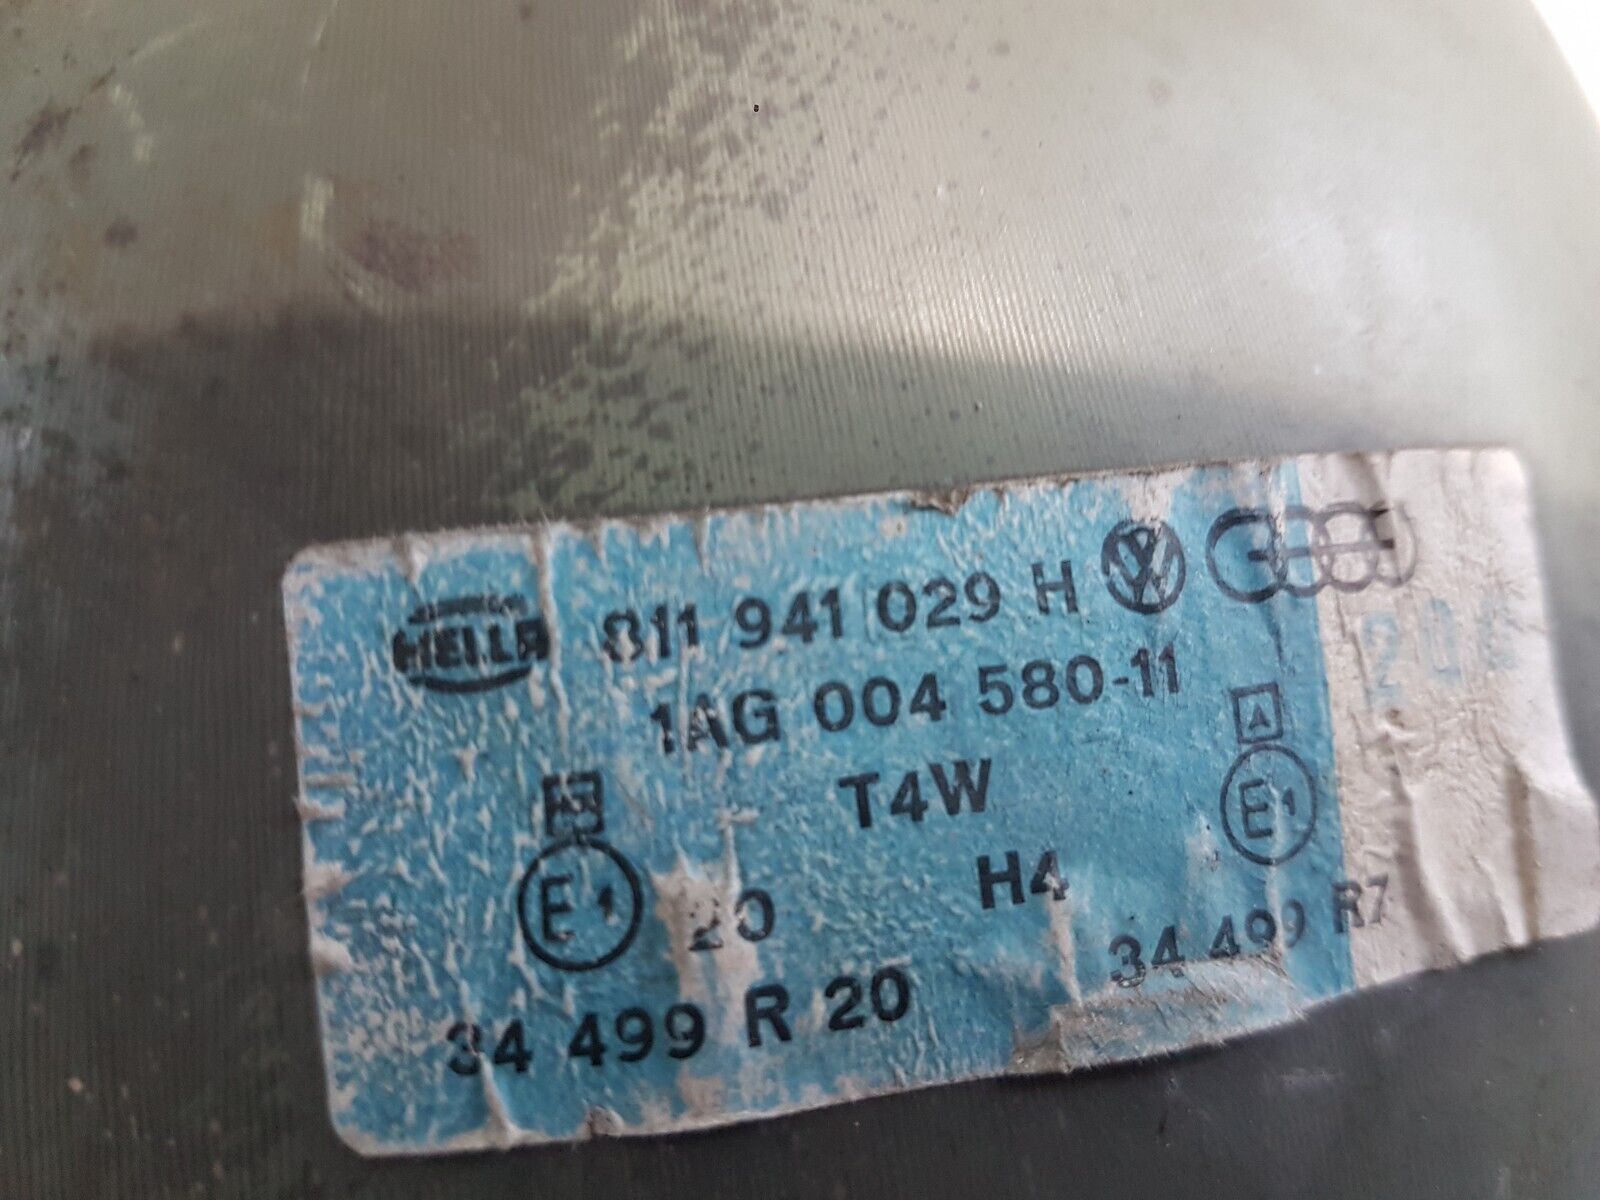 HELLA 811 941 029 H
1AG 004 580-11
T4W
A
E1 20 H4 E1
34 499 R 20 34 499 R7